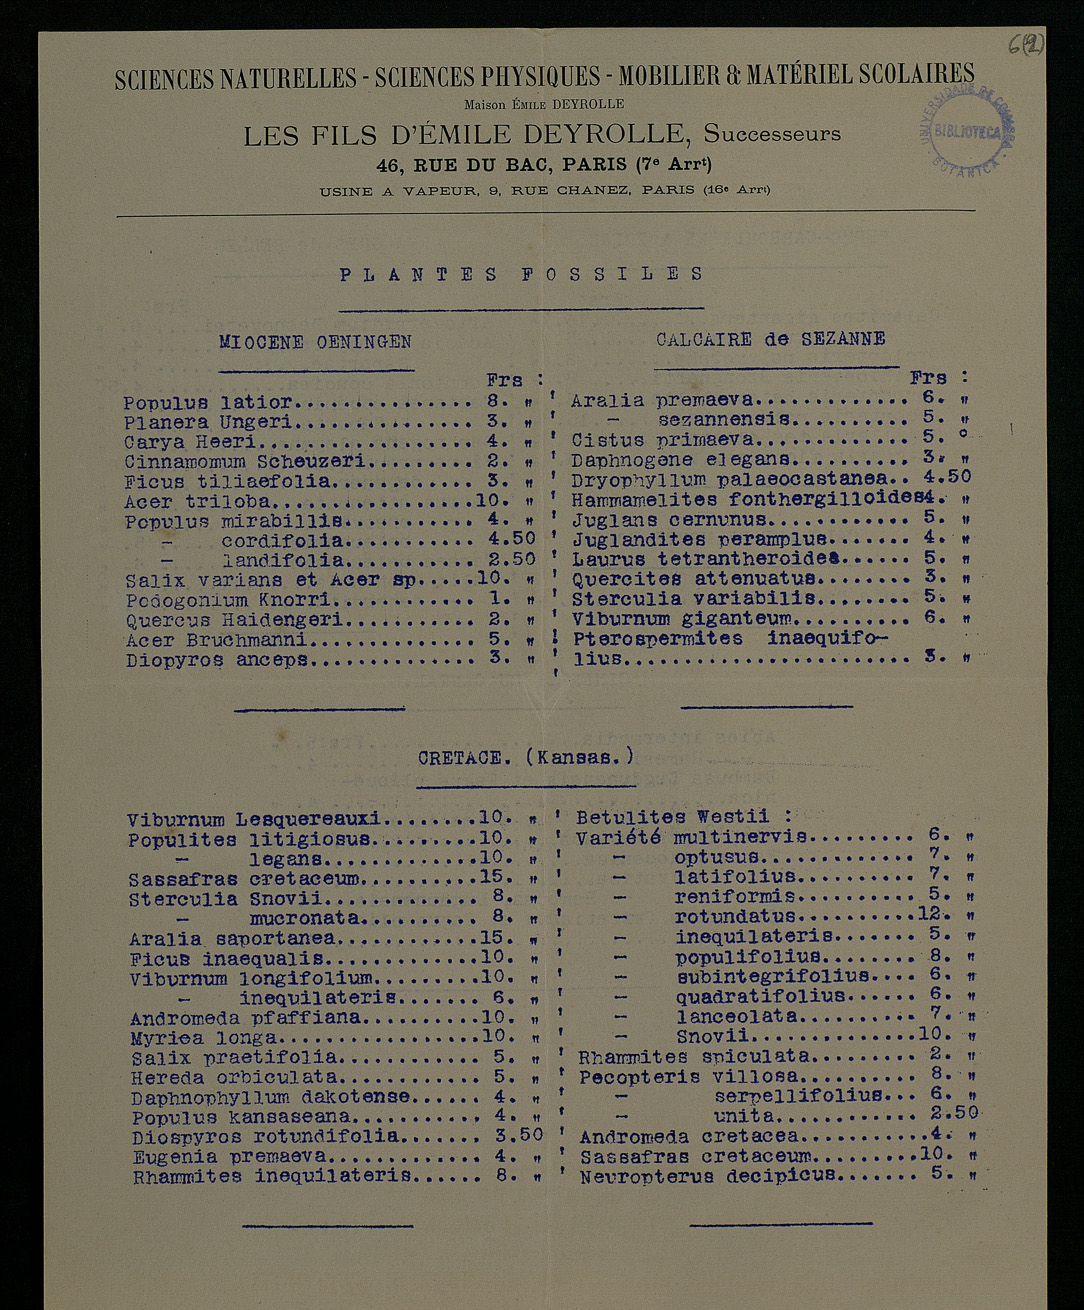 6(2)
SCIENCES NATURELLES - SCIENCES PHYSIQUES - MOBILIER & MATÉRIEL SCOLAIRES
Maison ÉMILE DEYROLLE
LES FILS D'ÉMILE DEYROLLE, Successeurs
46, RUE DU BAC, PARIS (7e Arrt)
USINE A VAPEUR, 9, RUE CHANEZ, PARIS (16e Arrt)
UNIVERSIDADE DE COIMBRA
BIBLIOTECA
BOTANICA
PLANTES FOSSILES
MIOCENE OENINGEN
Frs :
Populus latior............... 8. "
Planera Ungeri............... 3. "
Carya Heeri.................. 4. "
Cinnamomum Scheuzeri......... 2. "
Ficus tiliaefolia............ 3. "
Acer triloba.................10. "
Populus mirabillis........... 4. "
- cordifolia........... 4.50
- landifolia........... 2.50
Salix varians et Acer sp.....10. "
Podogonium Knorri............ 1. "
Quercus Haidengeri........... 2. "
Acer Bruchmanni.............. 5. "
Diopyros anceps.............. 3. "
CALCAIRE de SEZANNE
Frs :
Aralia premaeva............. 6. "
- sezannensis.......... 5. "
Cistus primaeva............. 5. °
Daphnogene elegans.......... 3. "
Dryophyllum palaeocastanea.. 4.50
Hammamelites fonthergilloides4. "
Juglans cernunus............ 5. "
Juglandites peramplus....... 4. "
Laurus tetrantheroidea...... 5. "
Quercites attenuatus........ 3. "
Sterculia variabilis........ 5. "
Viburnum giganteum.......... 6. "
Pterospermites inaequifo-
lius........................ 3. "
CRETACE. (Kansas.)
Viburnum Lesquereauxi........10. "
Populites litigiosus.........10. "
- legans.............10. "
Sassafras cretaceum..........15. "
Sterculia Snovii............. 8. "
- mucronata.......... 8. "
Aralia saportanea............15. "
Ficus inaequalis.............10. "
Viburnum longifolium.........10. "
- inequilateris....... 6. "
Andromeda pfaffiana..........10. "
Myriea longa.................10. "
Salix praetifolia............ 5. "
Hereda orbiculata............ 5. "
Daphnophyllum dakotense...... 4. "
Populus kansaseana........... 4. "
Diospyros rotundifolia....... 3.50
Eugenia premaeva............. 4. "
Rhammites inequilateris...... 8. "
Betulites Westii :
Variété multinervis......... 6. "
- optusus............. 7. "
- latifolius.......... 7. "
- reniformis.......... 5. "
- rotundatus..........12. "
- inequilateris....... 5. "
- populifolius........ 8. "
- subintegrifolius.... 6. "
- quadratifolius...... 6. "
- lanceolata.......... 7. "
- Snovii..............10. "
Rhammites spiculata......... 2. "
Pecopteris villosa.......... 8. "
- serpellifolius... 6. "
- unita............ 2.50
Andromeda cretacea...........4. "
Sassafras cretaceum.........10. "
Nevropterus decipicus....... 5. "